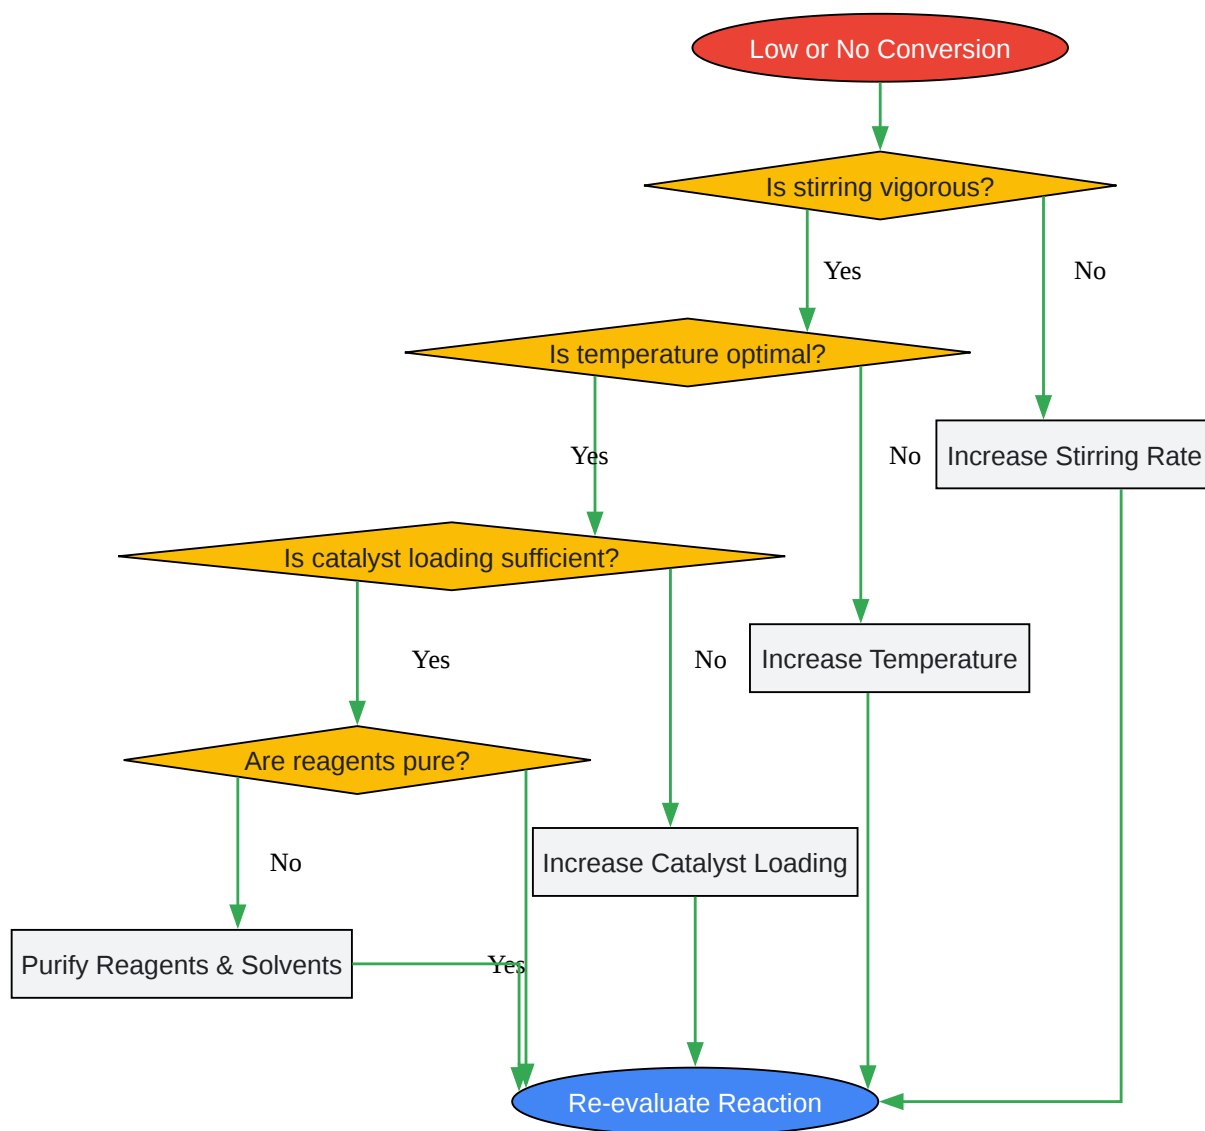 Low or No Conversion
Is stirring vigorous?
Yes
No
Is temperature optimal?
Yes
No
Increase Stirring Rate
Is catalyst loading sufficient?
Yes
No
Increase Temperature
Are reagents pure?
No
Increase Catalyst Loading
Purify Reagents & Solvents
Yes
Re-evaluate Reaction